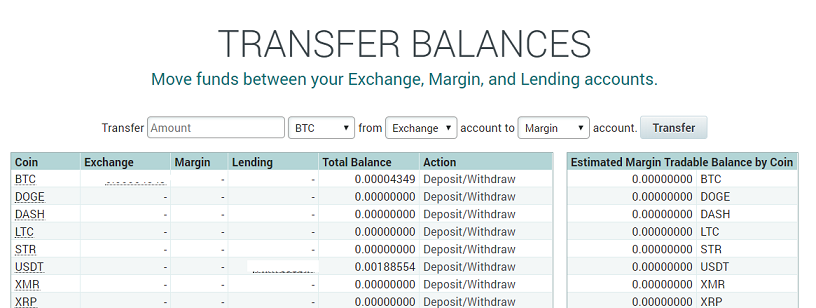 TRANSFER BALANCES
Move funds between your Exchange, Margin, and Lending accounts.
Transfer Amount BTC from Exchange account to Margin account. Transfer
Coin Exchange Margin Lending Total Balance Action Estimated Margin Tradable Balance by Coin
BTC - - 0.00004349 Deposit/Withdraw 0.00000000 BTC
DOGE - - - 0.00000000 Deposit/Withdraw 0.00000000 DOGE
DASH - - - 0.00000000 Deposit/Withdraw 0.00000000 DASH
LTC - - - 0.00000000 Deposit/Withdraw 0.00000000 LTC
STR - - - 0.00000000 Deposit/Withdraw 0.00000000 STR
USDT - - 0.00188554 Deposit/Withdraw 0.00000000 USDT
XMR - - - 0.00000000 Deposit/Withdraw 0.00000000 XMR
XRP - - - 0.00000000 Deposit/Withdraw 0.00000000 XRP